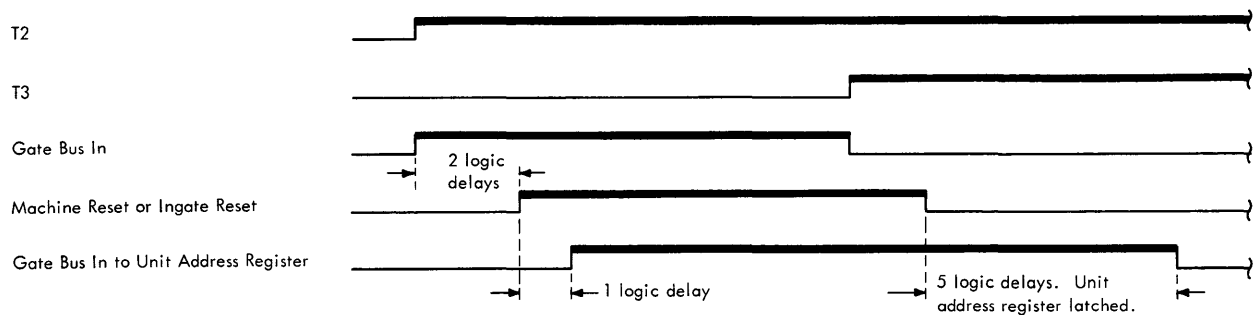 T2
T3
Gate Bus In
2 logic
delays
Machine Reset or Ingate Reset
Gate Bus In to Unit Address Register
1 logic delay
5 logic delays. Unit
address register latched.